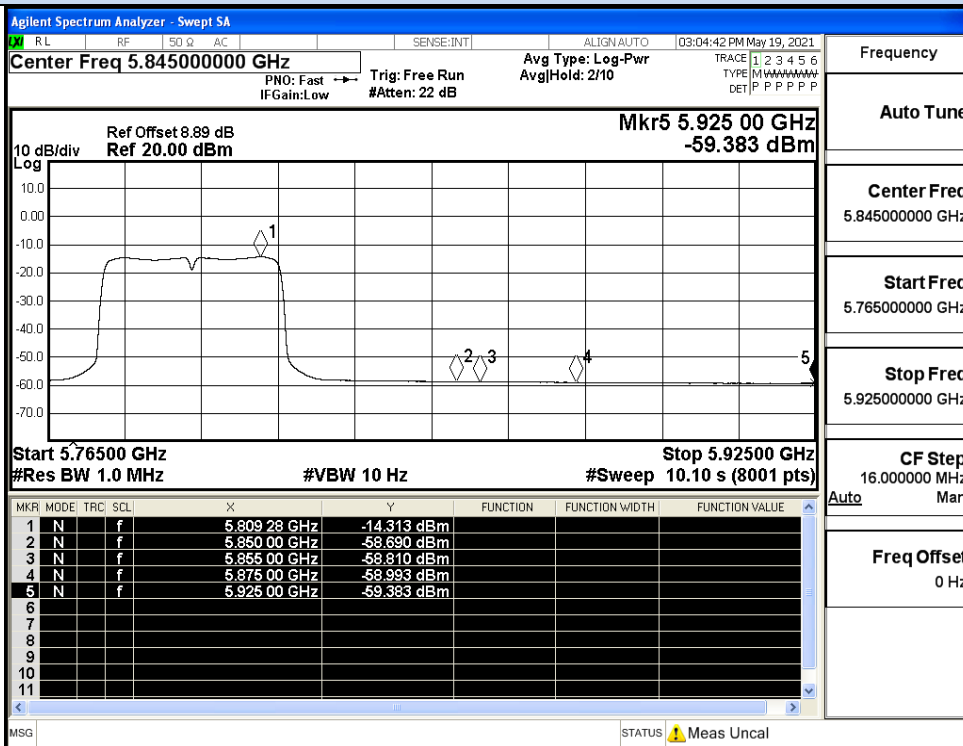 Agilent Spectrum Analyzer - Swept SA
LXI RL RF 50 Ω AC SENSE:INT ALIGN AUTO 03:04:42 PM May 19, 2021
Center Freq 5.845000000 GHz
PNO: Fast
IFGain:Low
Trig: Free Run
#Atten: 22 dB
Avg Type: Log-Pwr
Avg|Hold: 2/10
TRACE 1 2 3 4 5 6
TYPE M WWWWW
DET P P P P P P
Ref Offset 8.89 dB
10 dB/div Ref 20.00 dBm
Log
Mkr5 5.925 00 GHz
-59.383 dBm
10.0
0.00
-10.0
-20.0
-30.0
-40.0
-50.0
-60.0
-70.0
1
2 3 4 5
Start 5.76500 GHz Stop 5.92500 GHz
#Res BW 1.0 MHz #VBW 10 Hz #Sweep 10.10 s (8001 pts)
MKR MODE TRC SCL X Y FUNCTION FUNCTION WIDTH FUNCTION VALUE
1 N f 5.809 28 GHz -14.313 dBm
2 N f 5.850 00 GHz -58.690 dBm
3 N f 5.855 00 GHz -58.810 dBm
4 N f 5.875 00 GHz -58.993 dBm
5 N f 5.925 00 GHz -59.383 dBm
6
7
8
9
10
11
MSG STATUS Meas Uncal
Frequency
Auto Tune
Center Freq
5.845000000 GHz
Start Freq
5.765000000 GHz
Stop Freq
5.925000000 GHz
CF Step
16.000000 MHz
Auto Man
Freq Offset
0 Hz